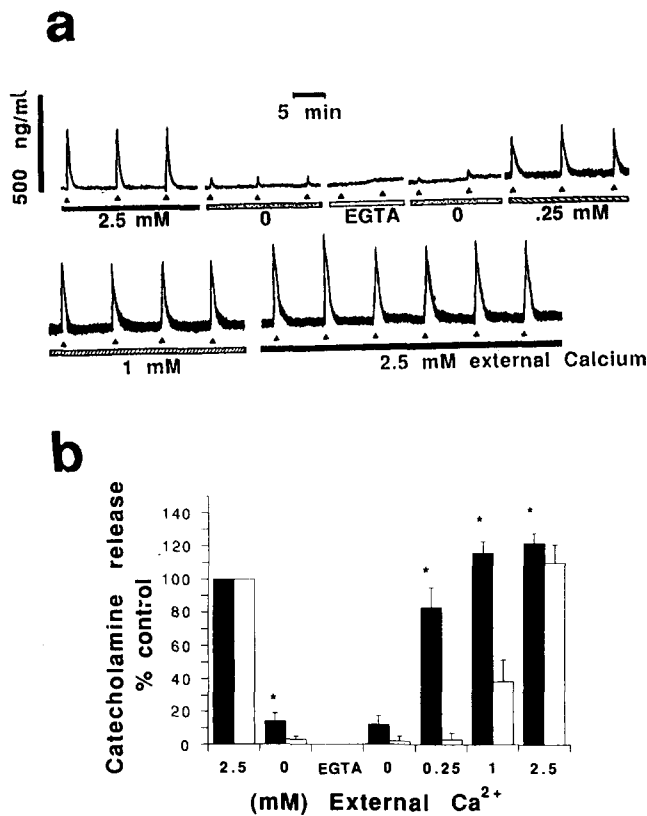 a
500 ng/ml
5 min
2.5 mM 0 EGTA 0 .25 mM
1 mM 2.5 mM external Calcium
b
Catecholamine release
% control
140
120
100
80
60
40
20
0
* * * *
2.5 0 EGTA 0 0.25 1 2.5
(mM) External Ca²⁺